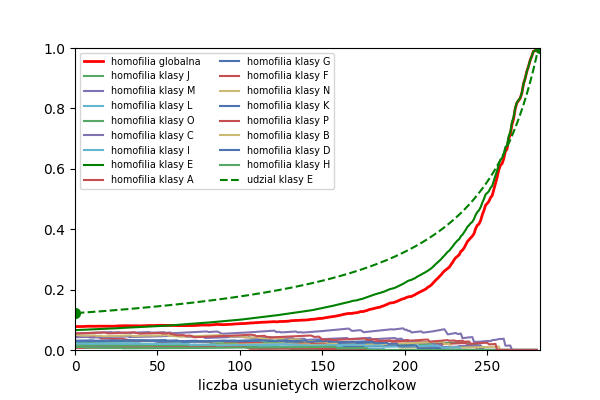 1.0
0.8
0.6
0.4
0.2
0.0
homofilia globalna
homofilia klasy J
homofilia klasy M
homofilia klasy L
homofilia klasy O
homofilia klasy C
homofilia klasy I
homofilia klasy E
homofilia klasy A
homofilia klasy G
homofilia klasy F
homofilia klasy N
homofilia klasy K
homofilia klasy P
homofilia klasy B
homofilia klasy D
homofilia klasy H
udzial klasy E
0 50 100 150 200 250
liczba usunietych wierzcholkow